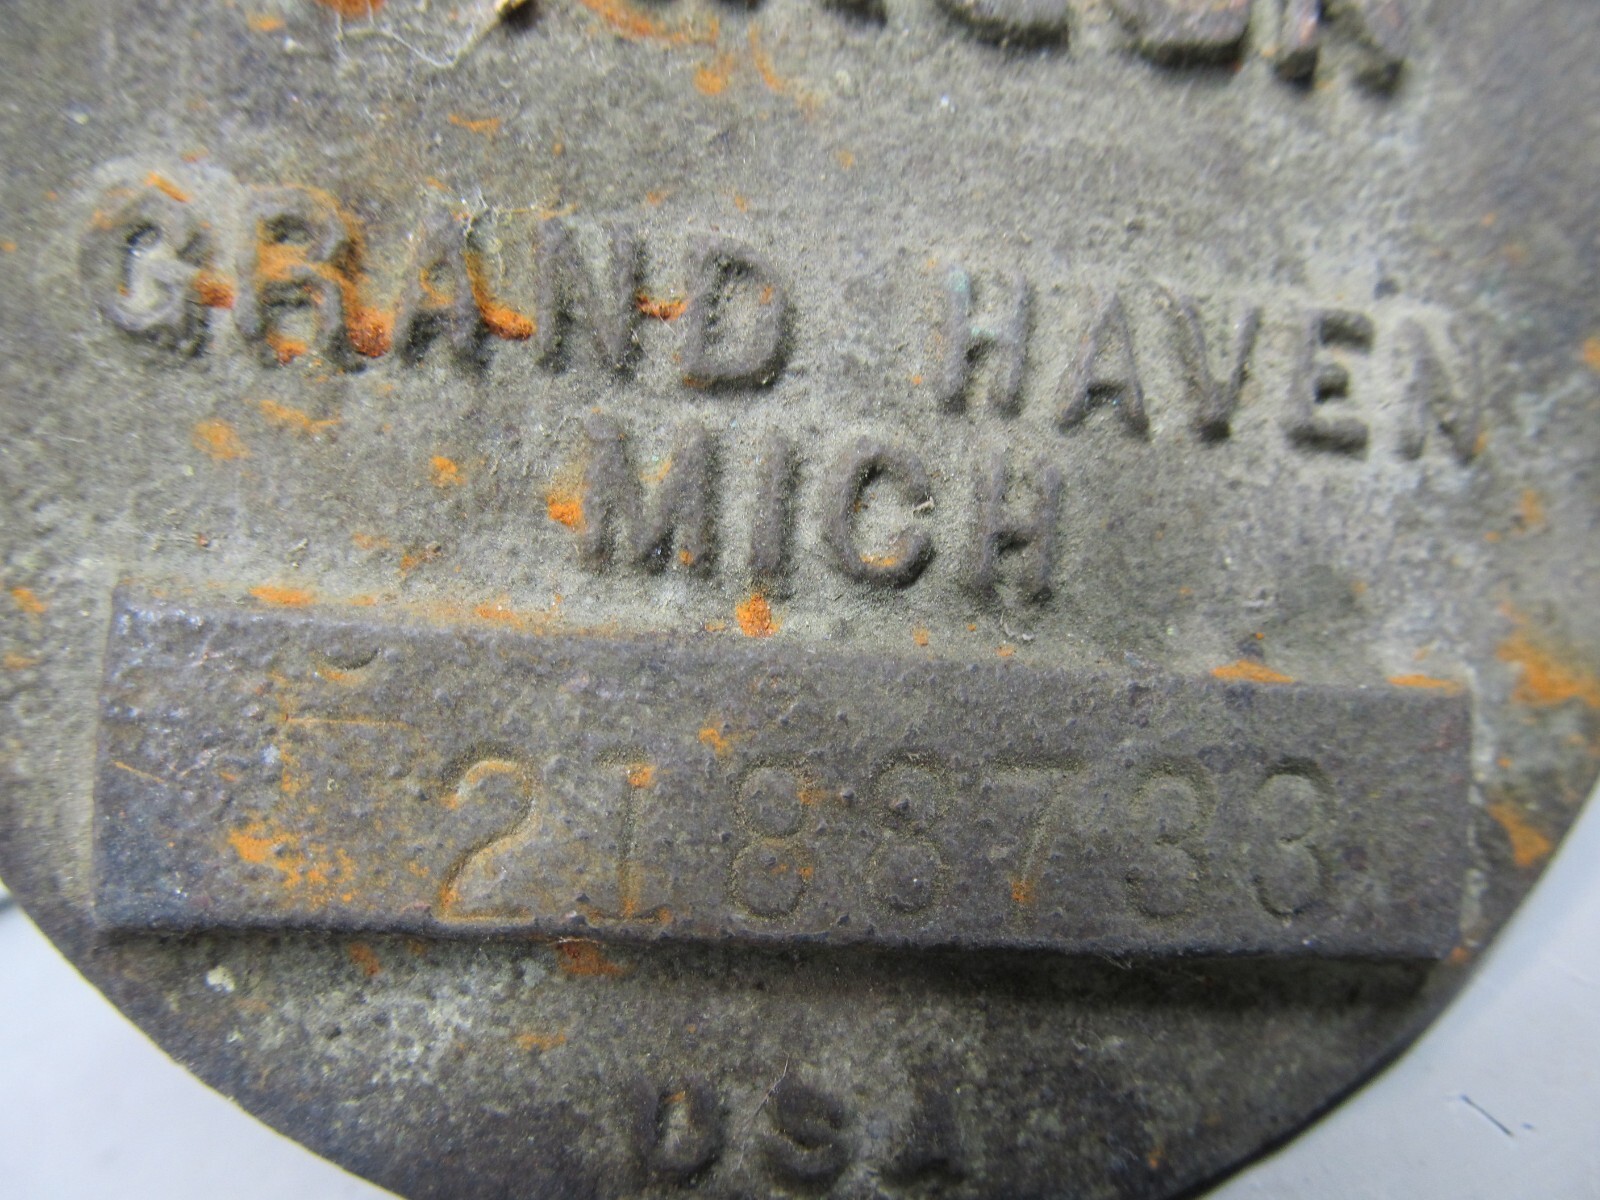 GRAND HAVEN
MICH
2188733
USA